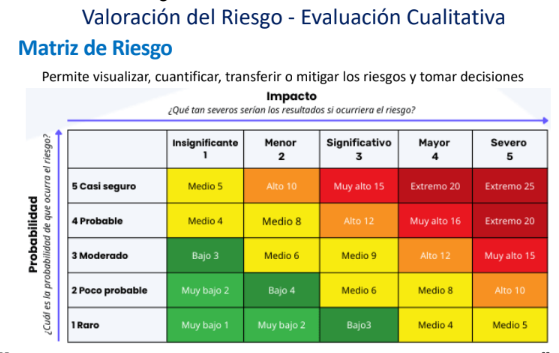 Valoración del Riesgo - Evaluación Cualitativa
Matriz de Riesgo
Permite visualizar, cuantificar, transferir o mitigar los riesgos y tomar decisiones
Impacto
¿Qué tan severos serían los resultados si ocurriera el riesgo?
Probabilidad
¿Cuál es la probabilidad de que ocurra el riesgo?
Insignificante 1 Menor 2 Significativo 3 Mayor 4 Severo 5
5 Casi seguro Medio 5 Alto 10 Muy alto 15 Extremo 20 Extremo 25
4 Probable Medio 4 Medio 8 Alto 12 Muy alto 16 Extremo 20
3 Moderado Bajo 3 Medio 6 Medio 9 Alto 12 Muy alto 15
2 Poco probable Muy bajo 2 Bajo 4 Medio 6 Medio 8 Alto 10
1 Raro Muy bajo 1 Muy bajo 2 Bajo3 Medio 4 Medio 5